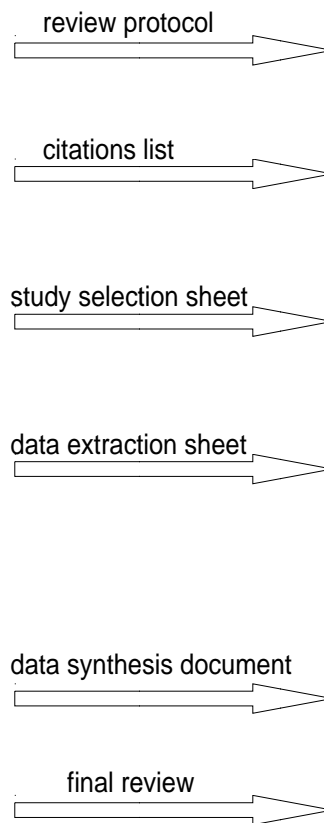 review protocol
citations list
study selection sheet
data extraction sheet
data synthesis document
final review